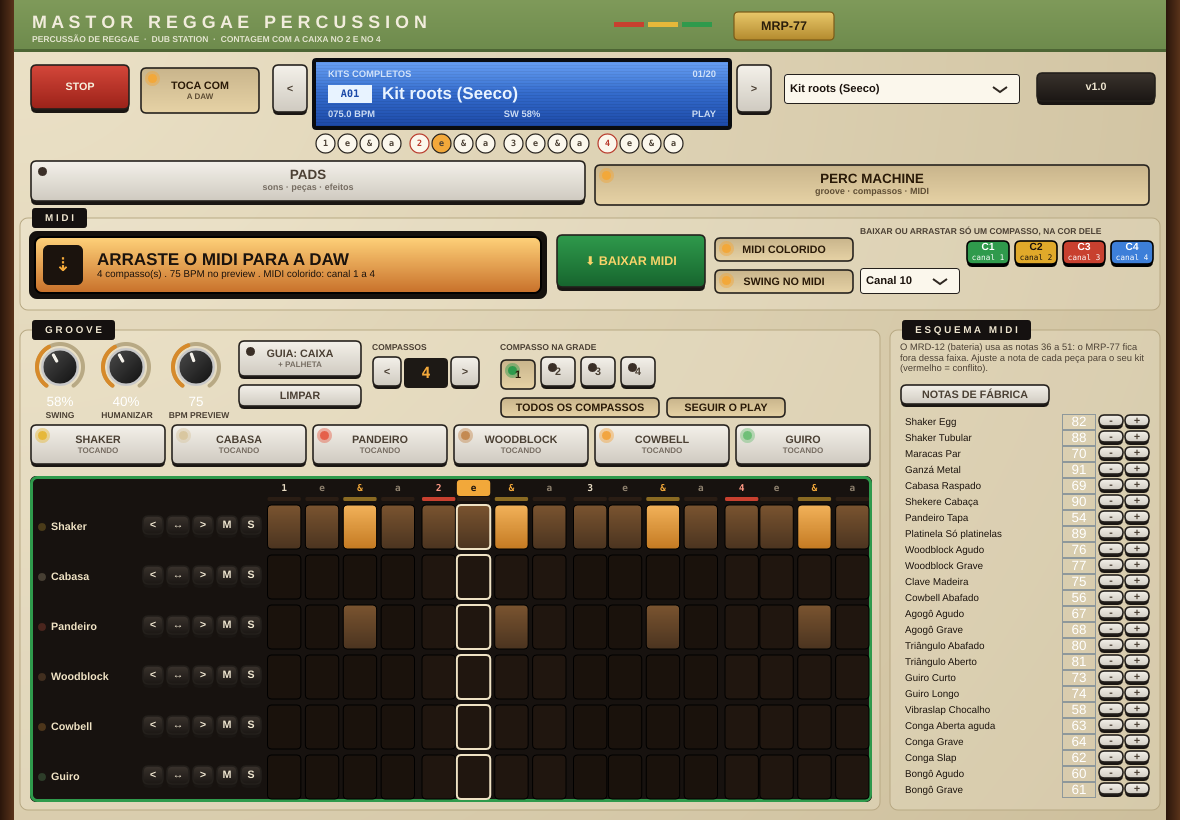 MASTOR REGGAE PERCUSSION
PERCUSSÃO DE REGGAE · DUB STATION · CONTAGEM COM A CAIXA NO 2 E NO 4
MRP-77
STOP
TOCA COM
A DAW
<
KITS COMPLETOS 01/20
A01 Kit roots (Seeco)
075.0 BPM SW 58% PLAY
>
Kit roots (Seeco)
v1.0
1 e & a 2 e & a 3 e & a 4 e & a
PADS
sons · peças · efeitos
PERC MACHINE
groove · compassos · MIDI
MIDI
ARRASTE O MIDI PARA A DAW
4 compasso(s) . 75 BPM no preview . MIDI colorido: canal 1 a 4
⬇ BAIXAR MIDI
MIDI COLORIDO
SWING NO MIDI
BAIXAR OU ARRASTAR SÓ UM COMPASSO, NA COR DELE
C1 C2 C3 C4
canal 1 canal 2 canal 3 canal 4
Canal 10
GROOVE
58% 40% 75
SWING HUMANIZAR BPM PREVIEW
GUIA: CAIXA
+ PALHETA
LIMPAR
COMPASSOS
< 4 >
COMPASSO NA GRADE
1 2 3 4
TODOS OS COMPASSOS SEGUIR O PLAY
SHAKER CABASA PANDEIRO WOODBLOCK COWBELL GUIRO
TOCANDO TOCANDO TOCANDO TOCANDO TOCANDO TOCANDO
1 e & a 2 e & a 3 e & a 4 e & a
Shaker < ↔ > M S
Cabasa < ↔ > M S
Pandeiro < ↔ > M S
Woodblock < ↔ > M S
Cowbell < ↔ > M S
Guiro < ↔ > M S
ESQUEMA MIDI
O MRD-12 (bateria) usa as notas 36 a 51: o MRP-77 fica
fora dessa faixa. Ajuste a nota de cada peça para o seu kit
(vermelho = conflito).
NOTAS DE FÁBRICA
Shaker Egg 82 - +
Shaker Tubular 88 - +
Maracas Par 70 - +
Ganzá Metal 91 - +
Cabasa Raspado 69 - +
Shekere Cabaça 90 - +
Pandeiro Tapa 54 - +
Platinela Só platinelas 89 - +
Woodblock Agudo 76 - +
Woodblock Grave 77 - +
Clave Madeira 75 - +
Cowbell Abafado 56 - +
Agogô Agudo 67 - +
Agogô Grave 68 - +
Triângulo Abafado 80 - +
Triângulo Aberto 81 - +
Guiro Curto 73 - +
Guiro Longo 74 - +
Vibraslap Chocalho 58 - +
Conga Aberta aguda 63 - +
Conga Grave 64 - +
Conga Slap 62 - +
Bongô Agudo 60 - +
Bongô Grave 61 - +